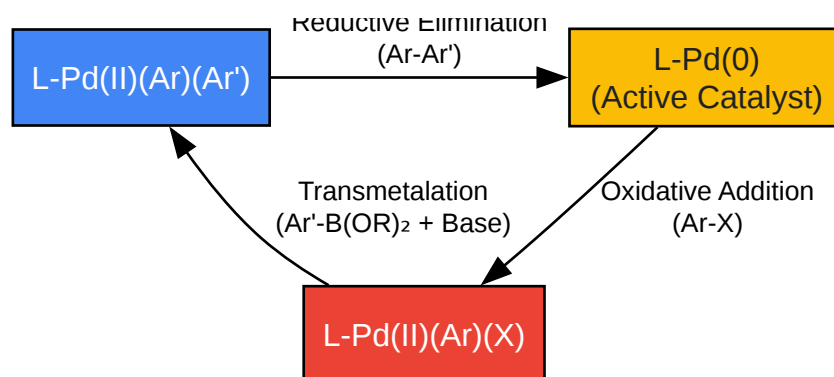 Reductive Elimination
(Ar-Ar')
L-Pd(II)(Ar)(Ar')
L-Pd(0)
(Active Catalyst)
Transmetalation
(Ar'-B(OR)₂ + Base)
Oxidative Addition
(Ar-X)
L-Pd(II)(Ar)(X)